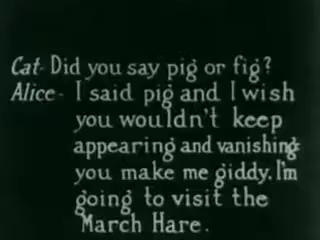 Cat- Did you say pig or fig?
Alice- I said pig and I wish
you wouldn't keep
appearing and vanishing
you make me giddy. I'm
going to visit the
March Hare.